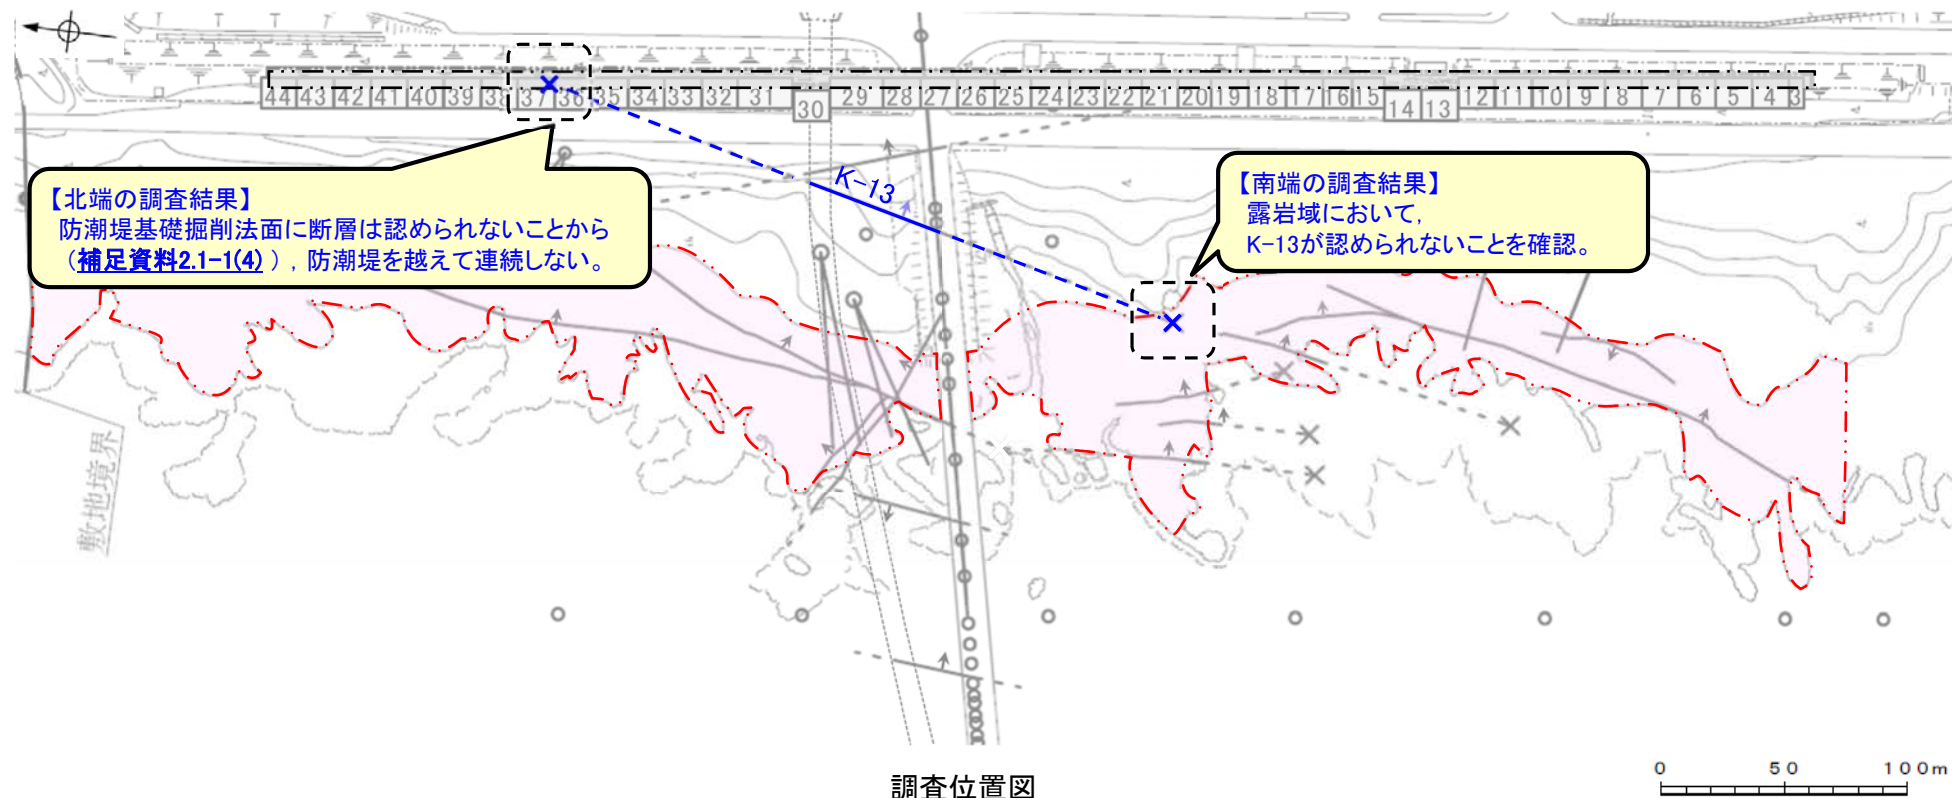 44 43 42 41 40 39 38 37 36 35 34 33 32 31 30 29 28 27 26 25 24 23 22 21 20 19 18 17 16 15 14 13 12 11 10 9 8 7 6 5 4 3
【北端の調査結果】
防潮堤基礎掘削法面に断層は認められないことから
（補足資料2.1-1(4)），防潮堤を越えて連続しない。
K-13
【南端の調査結果】
露岩域において，
K-13が認められないことを確認。
敷地境界
調査位置図
0 50 100m